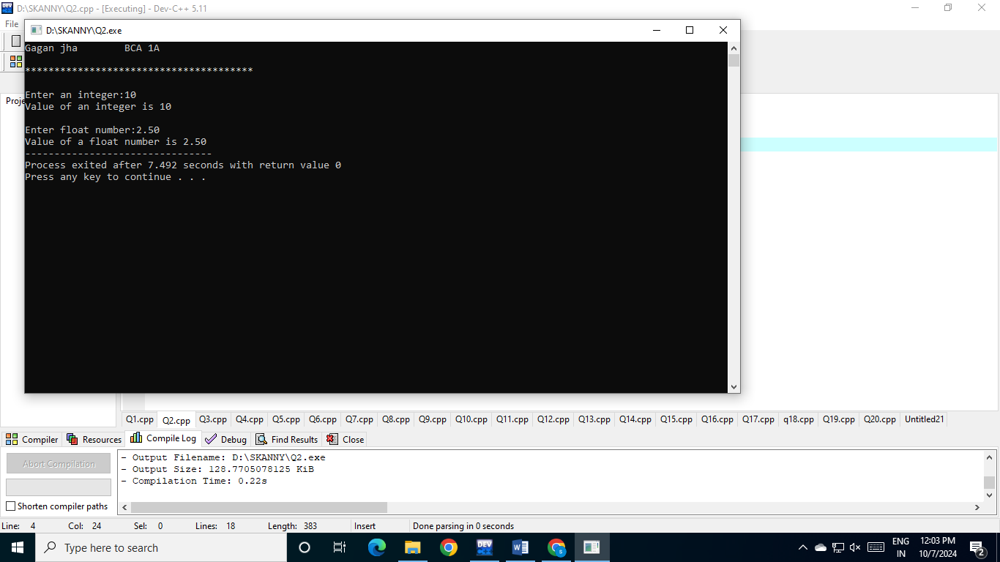 D:\SKANNY\Q2.cpp - [Executing] - Dev-C++ 5.11
File
D:\SKANNY\Q2.exe
Gagan jha        BCA 1A
***************************************
Enter an integer:10
Value of an integer is 10
Enter float number:2.50
Value of a float number is 2.50
--------------------------------
Process exited after 7.492 seconds with return value 0
Press any key to continue . . .
Proje
Q1.cpp Q2.cpp Q3.cpp Q4.cpp Q5.cpp Q6.cpp Q7.cpp Q8.cpp Q9.cpp Q10.cpp Q11.cpp Q12.cpp Q13.cpp Q14.cpp Q15.cpp Q16.cpp Q17.cpp q18.cpp Q19.cpp Q20.cpp Untitled21
Compiler Resources Compile Log Debug Find Results Close
Abort Compilation
Shorten compiler paths
- Output Filename: D:\SKANNY\Q2.exe
- Output Size: 128.7705078125 KiB
- Compilation Time: 0.22s
Line: 4 Col: 24 Sel: 0 Lines: 18 Length: 383 Insert Done parsing in 0 seconds
Type here to search
DEV
ENG
IN
12:03 PM
10/7/2024
2